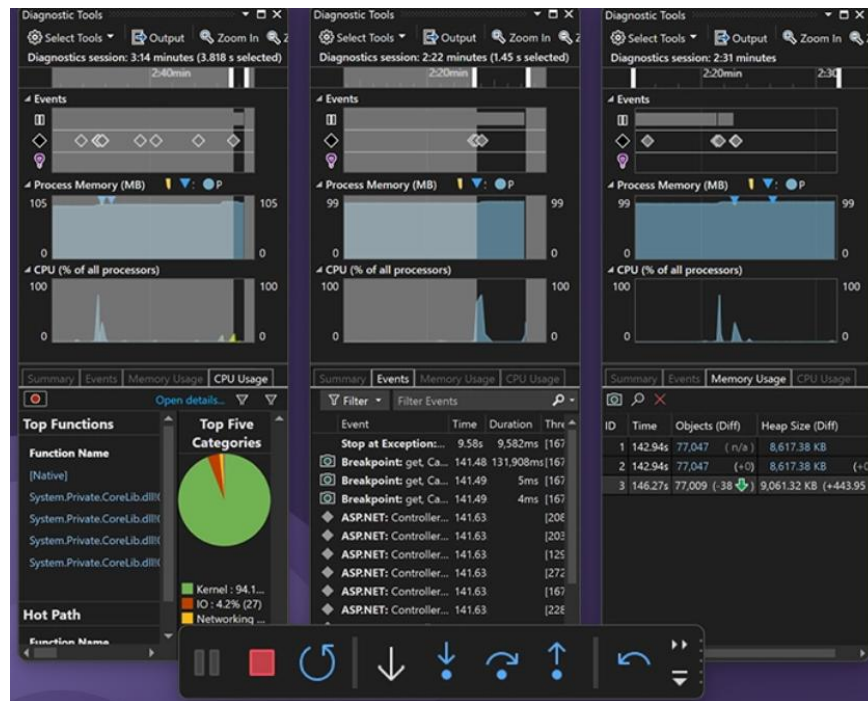 Diagnostic Tools
Select Tools Output Zoom In
Diagnostics session: 3:14 minutes (3.818 s selected)
2:40min
Events
Process Memory (MB) P
105 105
0 0
CPU (% of all processors)
100 100
0 0
Summary Events Memory Usage CPU Usage
Open details...
Top Functions
Function Name
[Native]
System.Private.CoreLib.dll!(
System.Private.CoreLib.dll!(
System.Private.CoreLib.dll!(
System.Private.CoreLib.dll!(
Hot Path
Function Name
Top Five
Categories
Kernel : 94.1...
IO : 4.2% (27)
Networking ...
Diagnostic Tools
Select Tools Output Zoom In
Diagnostics session: 2:22 minutes (1.45 s selected)
2:20min
Events
Process Memory (MB) P
99 99
0 0
CPU (% of all processors)
100 100
0 0
Summary Events Memory Usage CPU Usage
Filter Filter Events
Event Time Duration Thre
Stop at Exception:... 9.58s 9,582ms [167
Breakpoint: get, Ca... 141.48 131,908ms [167
Breakpoint: get, Ca... 141.49 5ms [167
Breakpoint: get, Ca... 141.49 4ms [167
ASP.NET: Controller... 141.63 [208
ASP.NET: Controller... 141.63 [203
ASP.NET: Controller... 141.63 [129
ASP.NET: Controller... 141.63 [272
ASP.NET: Controller... 141.63 [167
ASP.NET: Controller... 141.63 [228
Diagnostic Tools
Select Tools Output Zoom In
Diagnostics session: 2:31 minutes
2:20min 2:30
Events
Process Memory (MB) P
99 99
0 0
CPU (% of all processors)
100 100
0 0
Summary Events Memory Usage CPU Usage
ID Time Objects (Diff) Heap Size (Diff)
1 142.94s 77,047 (n/a) 8,617.38 KB
2 142.94s 77,047 (+0) 8,617.38 KB (+0
3 146.27s 77,009 (-38) 9,061.32 KB (+443.95